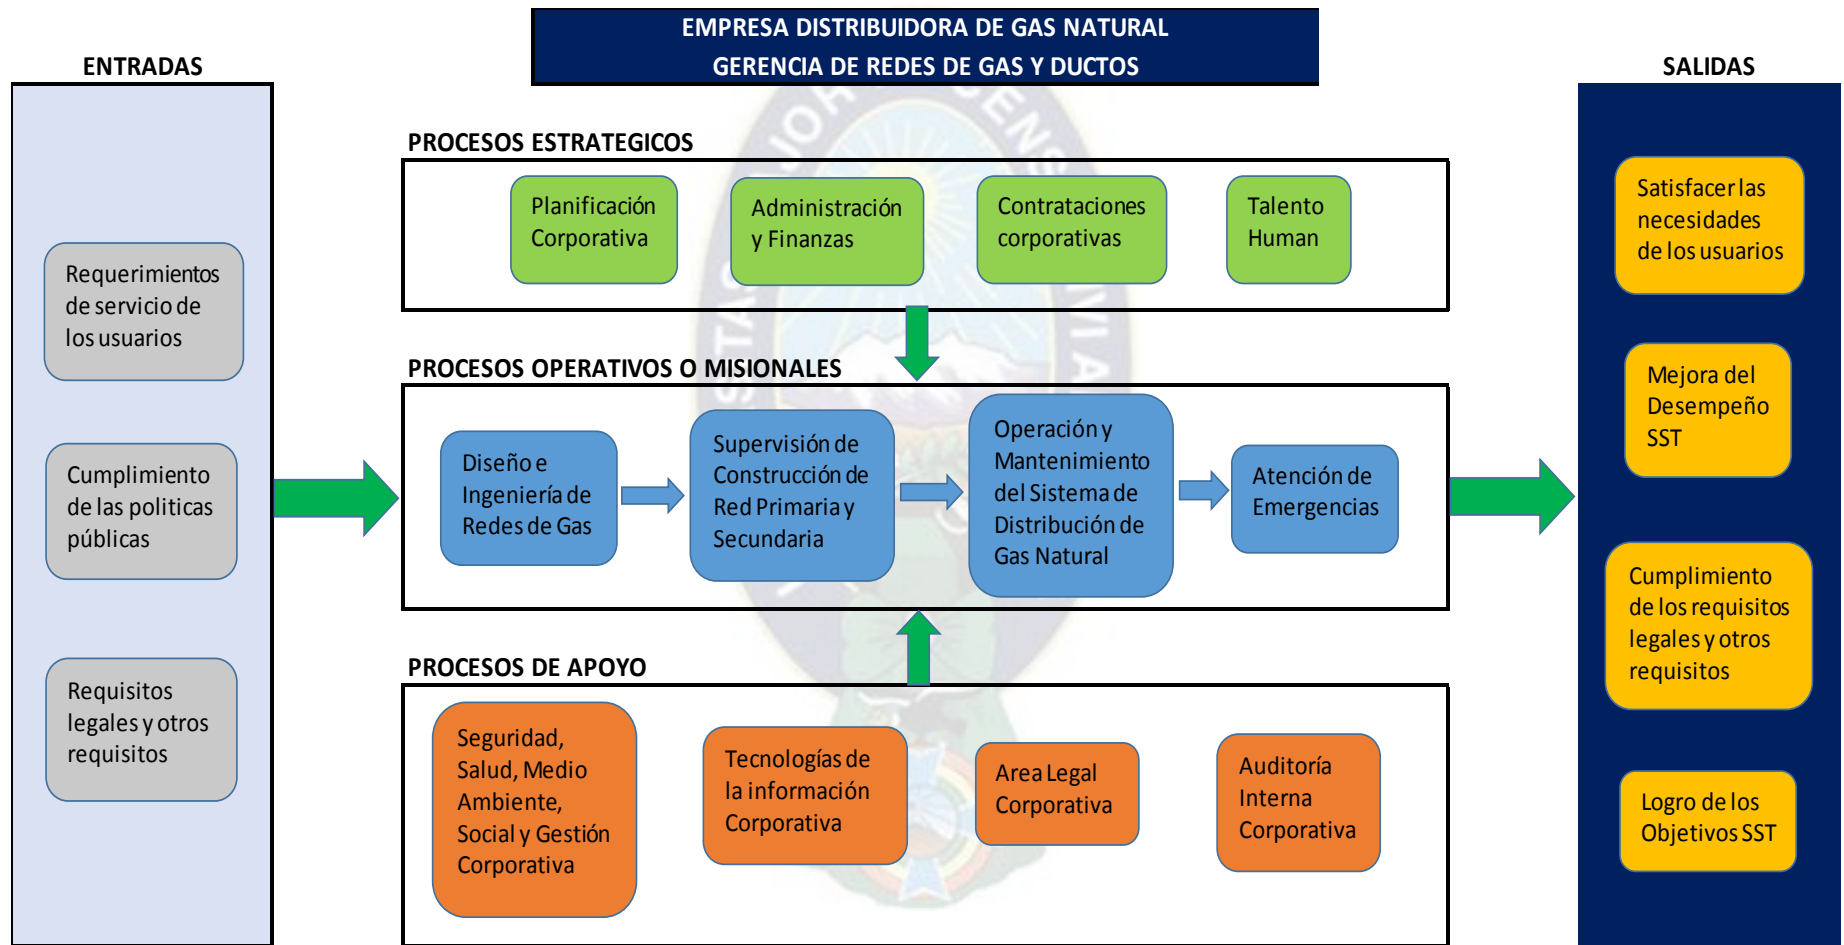 EMPRESA DISTRIBUIDORA DE GAS NATURAL
GERENCIA DE REDES DE GAS Y DUCTOS
ENTRADAS
Requerimientos
de servicio de
los usuarios
Cumplimiento
de las politicas
públicas
Requisitos
legales y otros
requisitos
PROCESOS ESTRATEGICOS
Planificación
Corporativa
Administración
y Finanzas
Contrataciones
corporativas
Talento
Human
PROCESOS OPERATIVOS O MISIONALES
Diseño e
Ingeniería de
Redes de Gas
Supervisión de
Construcción de
Red Primaria y
Secundaria
Operación y
Mantenimiento
del Sistema de
Distribución de
Gas Natural
Atención de
Emergencias
PROCESOS DE APOYO
Seguridad,
Salud, Medio
Ambiente,
Social y Gestión
Corporativa
Tecnologías de
la información
Corporativa
Area Legal
Corporativa
Auditoría
Interna
Corporativa
SALIDAS
Satisfacer las
necesidades
de los usuarios
Mejora del
Desempeño
SST
Cumplimiento
de los requisitos
legales y otros
requisitos
Logro de los
Objetivos SST